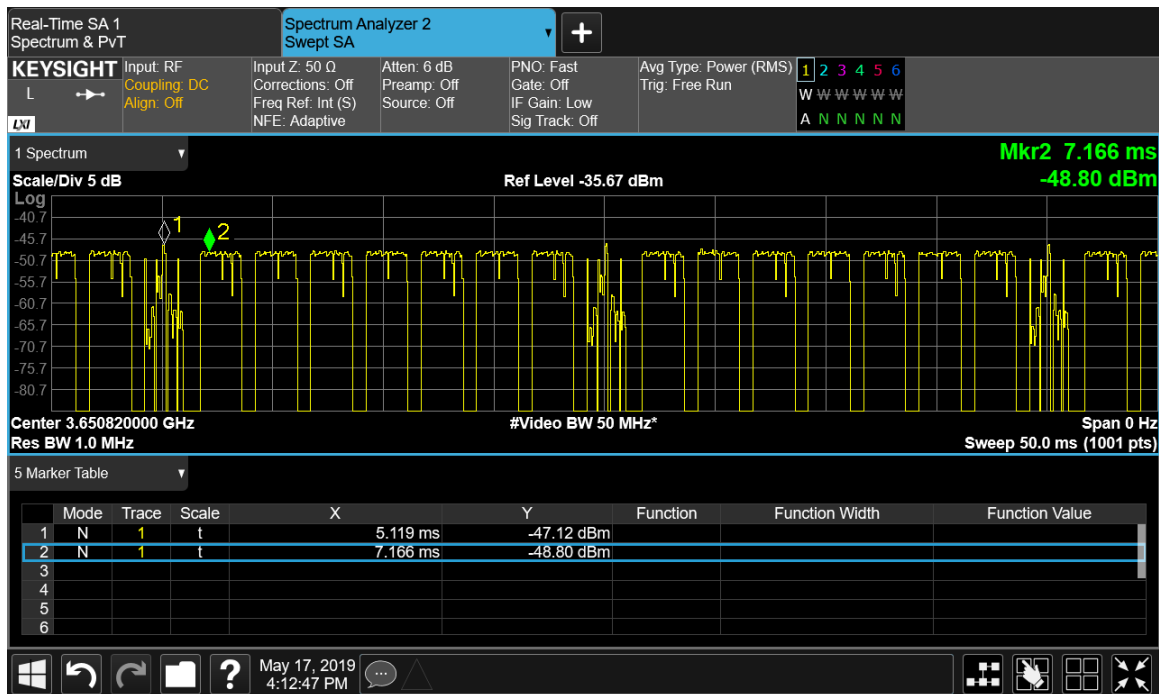 Real-Time SA 1
Spectrum & PvT
Spectrum Analyzer 2
Swept SA
▼
+
KEYSIGHT
L
LXI
Input: RF
Coupling: DC
Align: Off
Input Z: 50 Ω
Corrections: Off
Freq Ref: Int (S)
NFE: Adaptive
Atten: 6 dB
Preamp: Off
Source: Off
PNO: Fast
Gate: Off
IF Gain: Low
Sig Track: Off
Avg Type: Power (RMS)
Trig: Free Run
1 2 3 4 5 6
W W W W W W
A N N N N N
1 Spectrum ▼
Mkr2 7.166 ms
Scale/Div 5 dB
Ref Level -35.67 dBm
-48.80 dBm
Log
-40.7
-45.7
-50.7
-55.7
-60.7
-65.7
-70.7
-75.7
-80.7
1
2
Center 3.650820000 GHz
#Video BW 50 MHz*
Span 0 Hz
Res BW 1.0 MHz
Sweep 50.0 ms (1001 pts)
5 Marker Table ▼
Mode Trace Scale X Y Function Function Width Function Value
1 N 1 t 5.119 ms -47.12 dBm
2 N 1 t 7.166 ms -48.80 dBm
3
4
5
6
?
May 17, 2019
4:12:47 PM